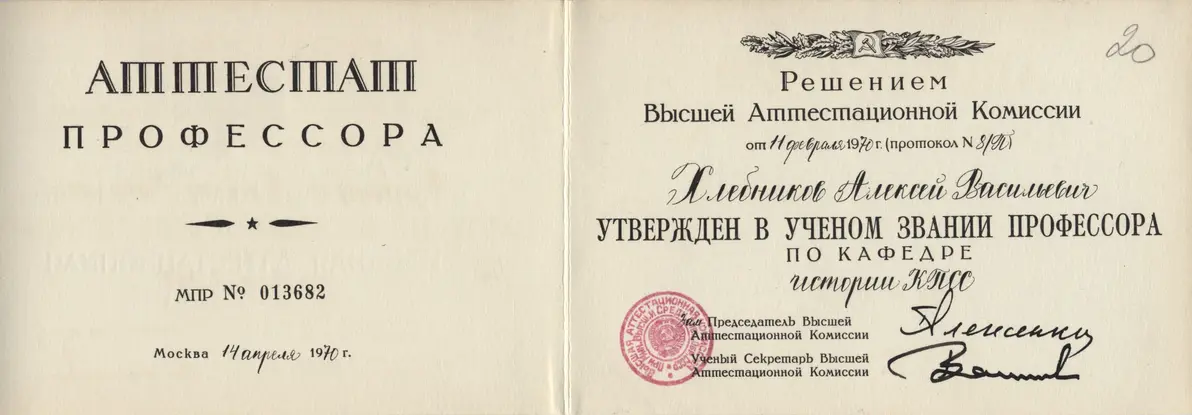 АТТЕСТАТ
ПРОФЕССОРА
МПР № 013682
Москва 14 апреля 1970 г.
20
Решением
Высшей Аттестационной Комиссии
от 11 февраля 1970 г. (протокол N 8/П)
Хлебников Алексей Васильевич
УТВЕРЖДЕН В УЧЕНОМ ЗВАНИИ ПРОФЕССОРА
ПО КАФЕДРЕ
истории КПСС
Зам. Председатель Высшей
Аттестационной Комиссии
Ученый Секретарь Высшей
Аттестационной Комиссии